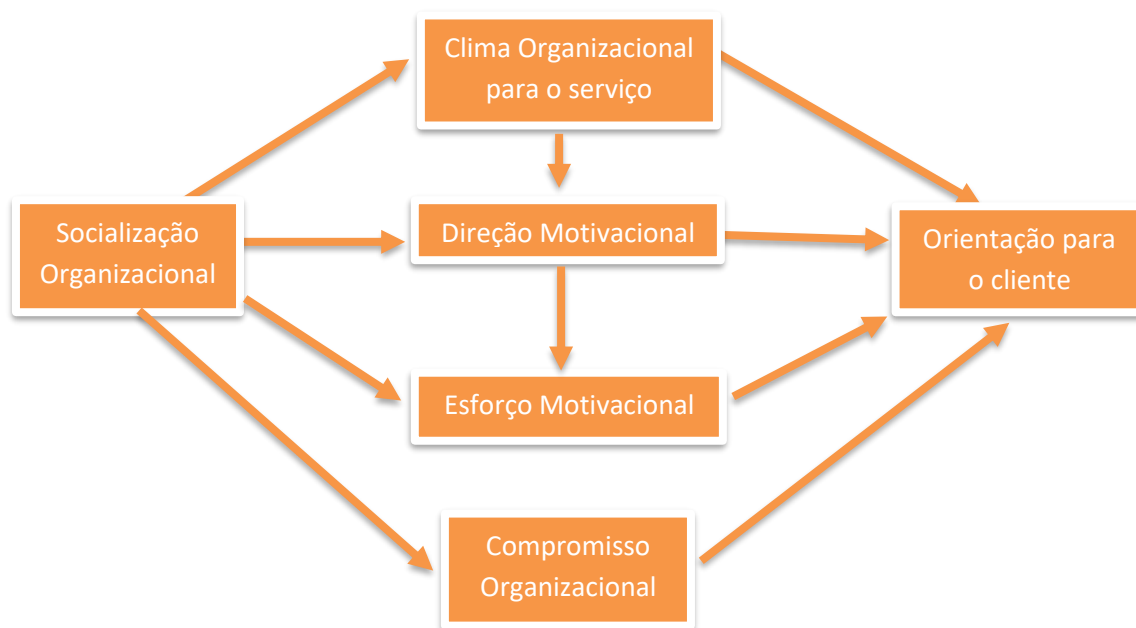 Clima Organizacional
para o serviço
Socialização
Organizacional
Direção Motivacional
Orientação para
o cliente
Esforço Motivacional
Compromisso
Organizacional